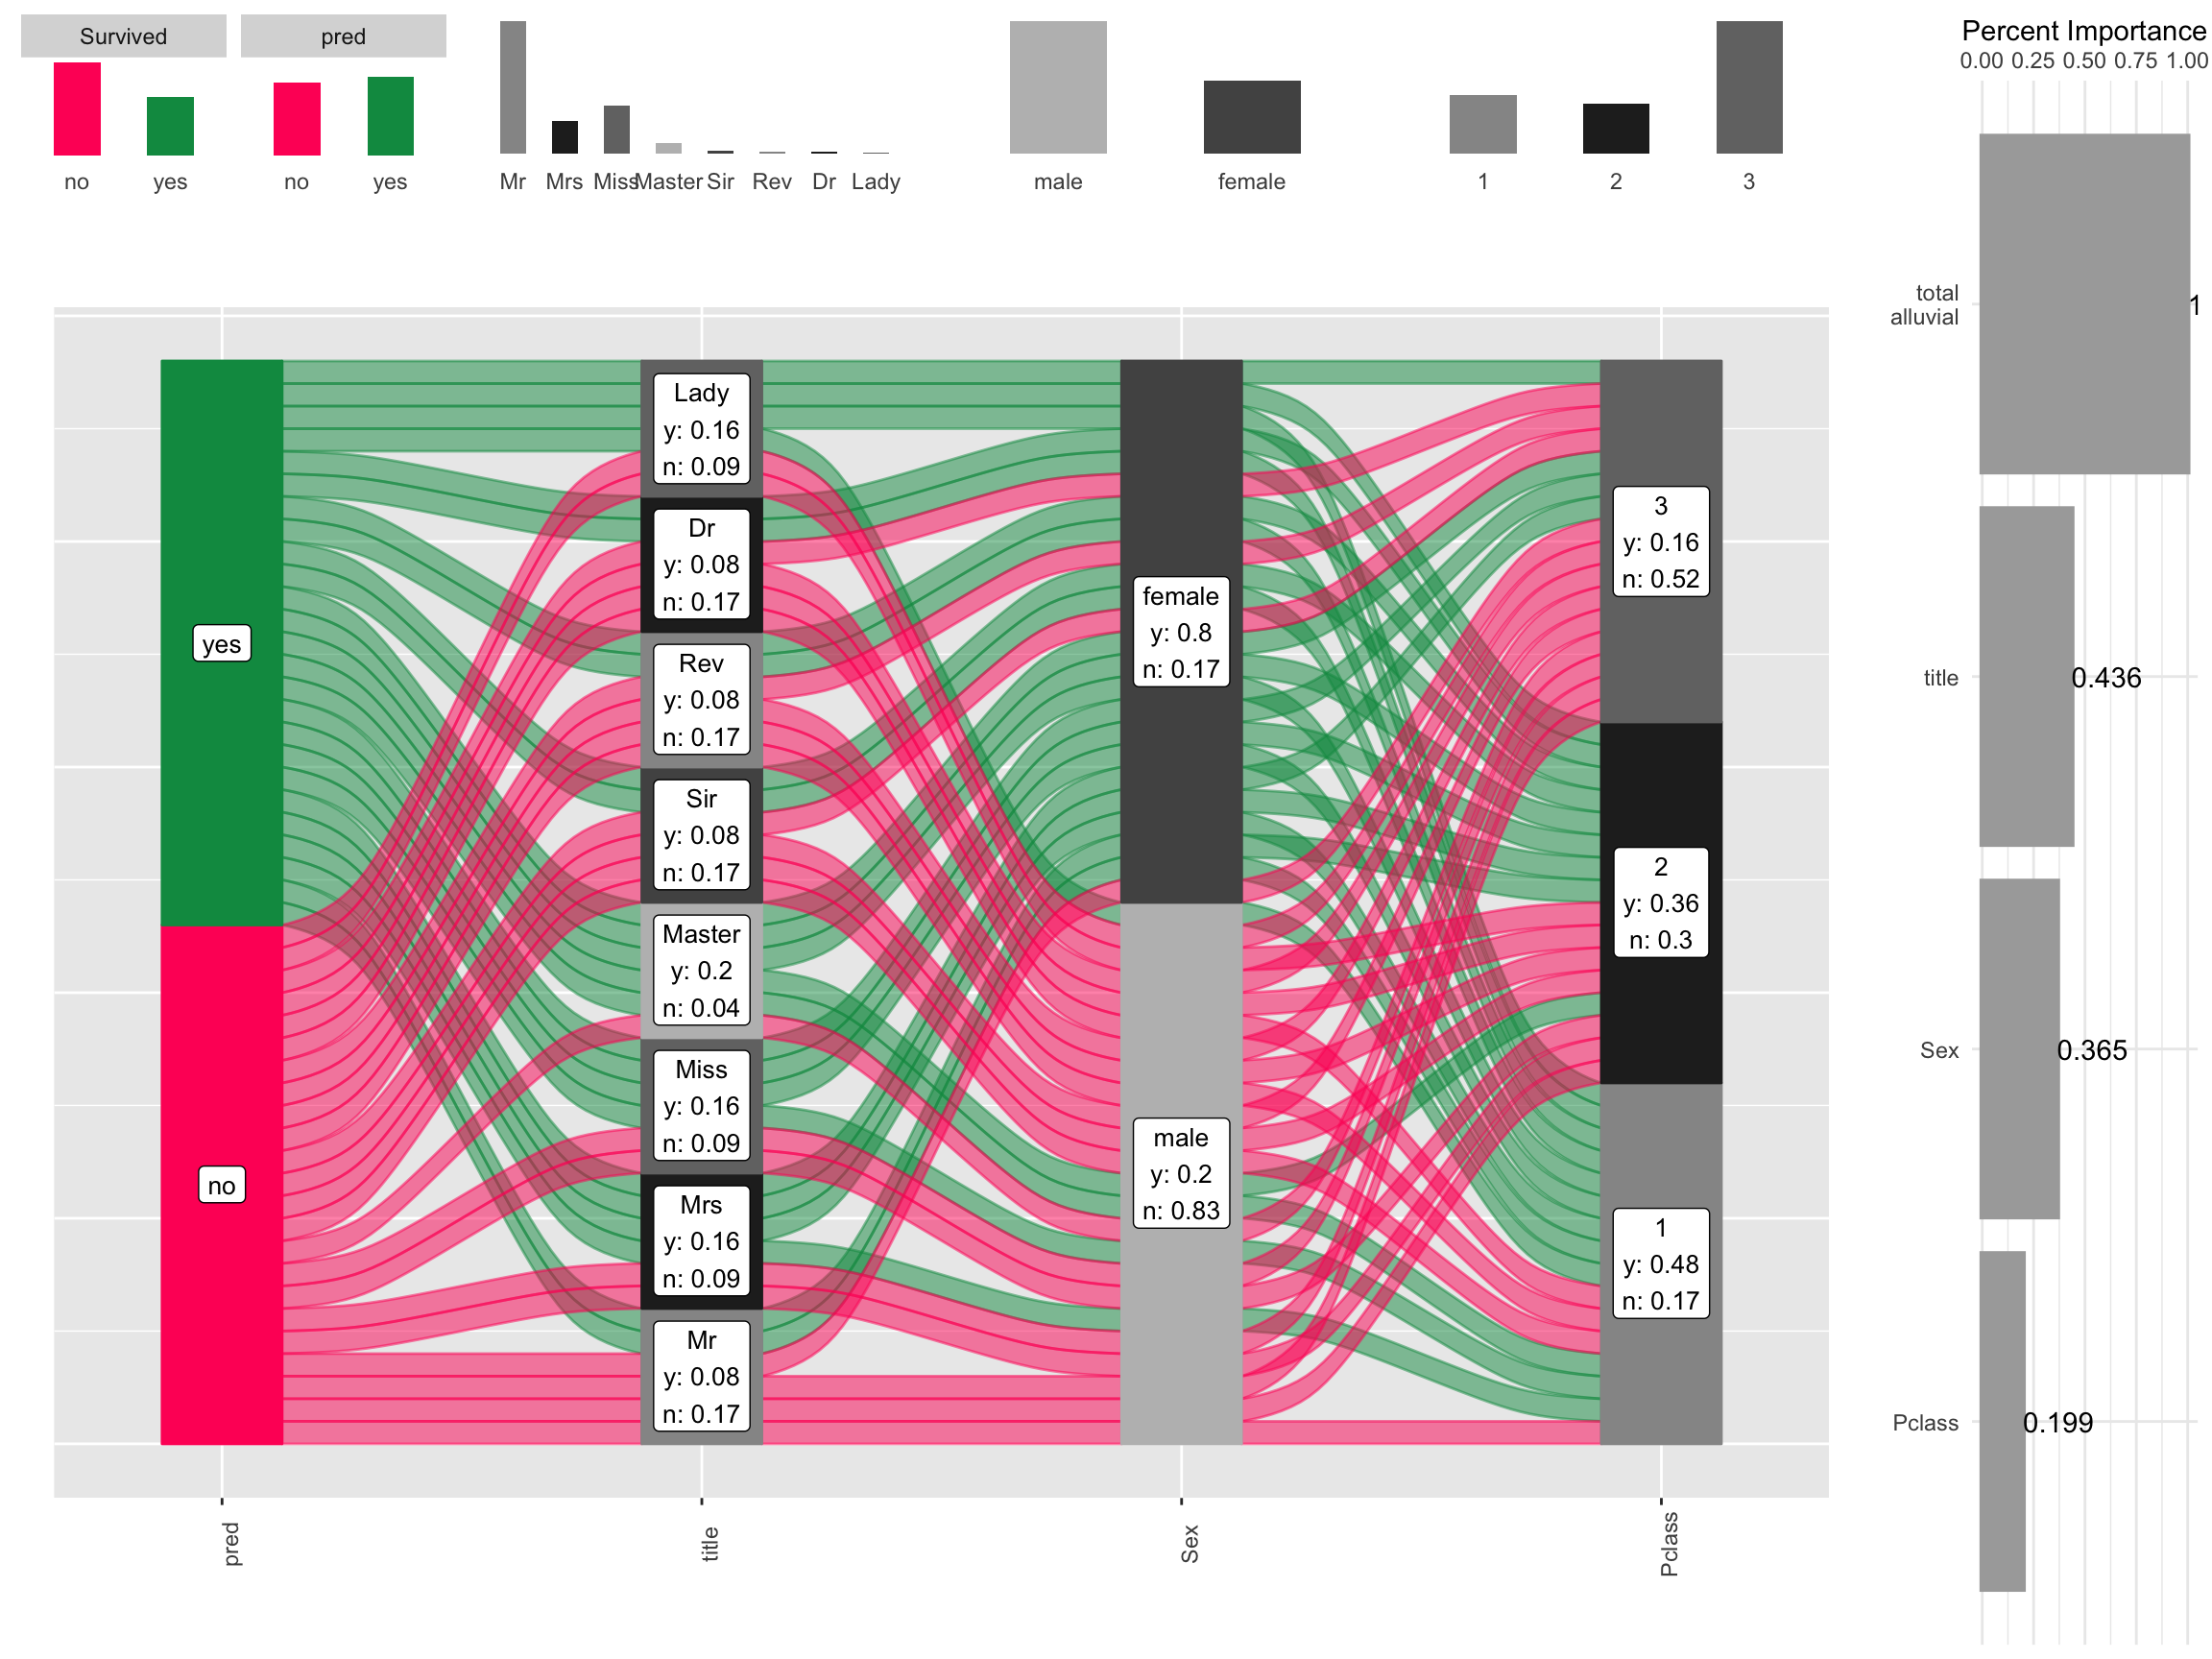 Survived pred
no yes no yes
Mr Mrs Miss Master Sir Rev Dr Lady
male female
1 2 3
Percent Importance
0.00 0.25 0.50 0.75 1.00
total
alluvial
1
title
0.436
Sex
0.365
Pclass
0.199
yes
no
Lady
y: 0.16
n: 0.09
Dr
y: 0.08
n: 0.17
Rev
y: 0.08
n: 0.17
Sir
y: 0.08
n: 0.17
Master
y: 0.2
n: 0.04
Miss
y: 0.16
n: 0.09
Mrs
y: 0.16
n: 0.09
Mr
y: 0.08
n: 0.17
female
y: 0.8
n: 0.17
male
y: 0.2
n: 0.83
3
y: 0.16
n: 0.52
2
y: 0.36
n: 0.3
1
y: 0.48
n: 0.17
pred
title
Sex
Pclass